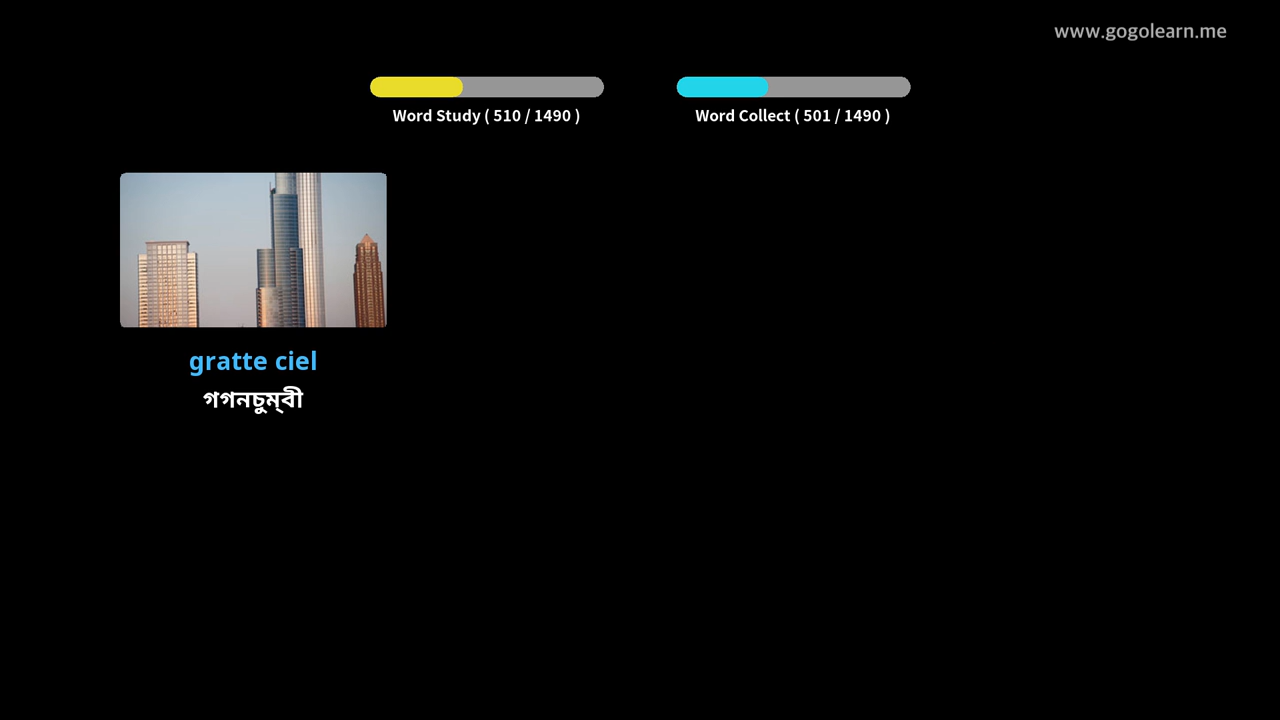 www.gogolearn.me
Word Study ( 510 / 1490 )
Word Collect ( 501 / 1490 )
gratte ciel
গগনচুম্বী